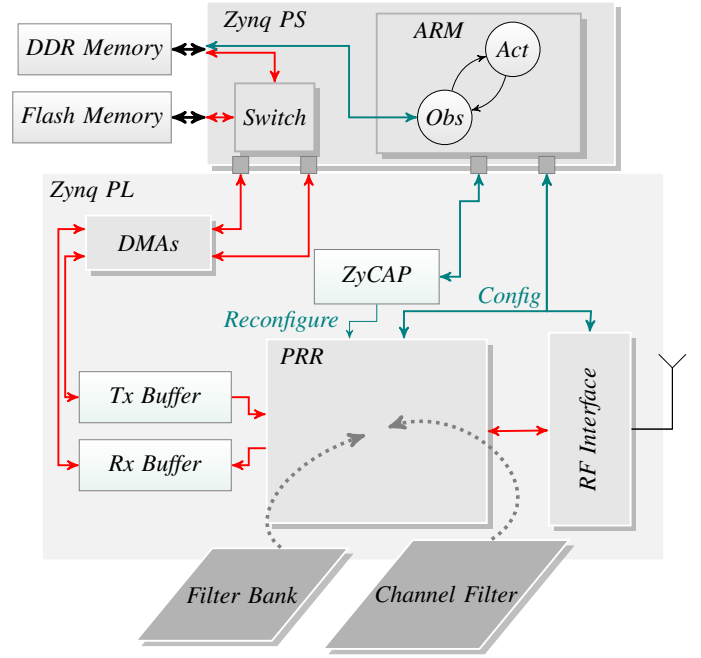 Zynq PS
ARM
DDR Memory
Act
Flash Memory
Switch
Obs
Zynq PL
DMAs
ZyCAP
Config
Reconfigure
PRR
Tx Buffer
Rx Buffer
RF Interface
Filter Bank
Channel Filter